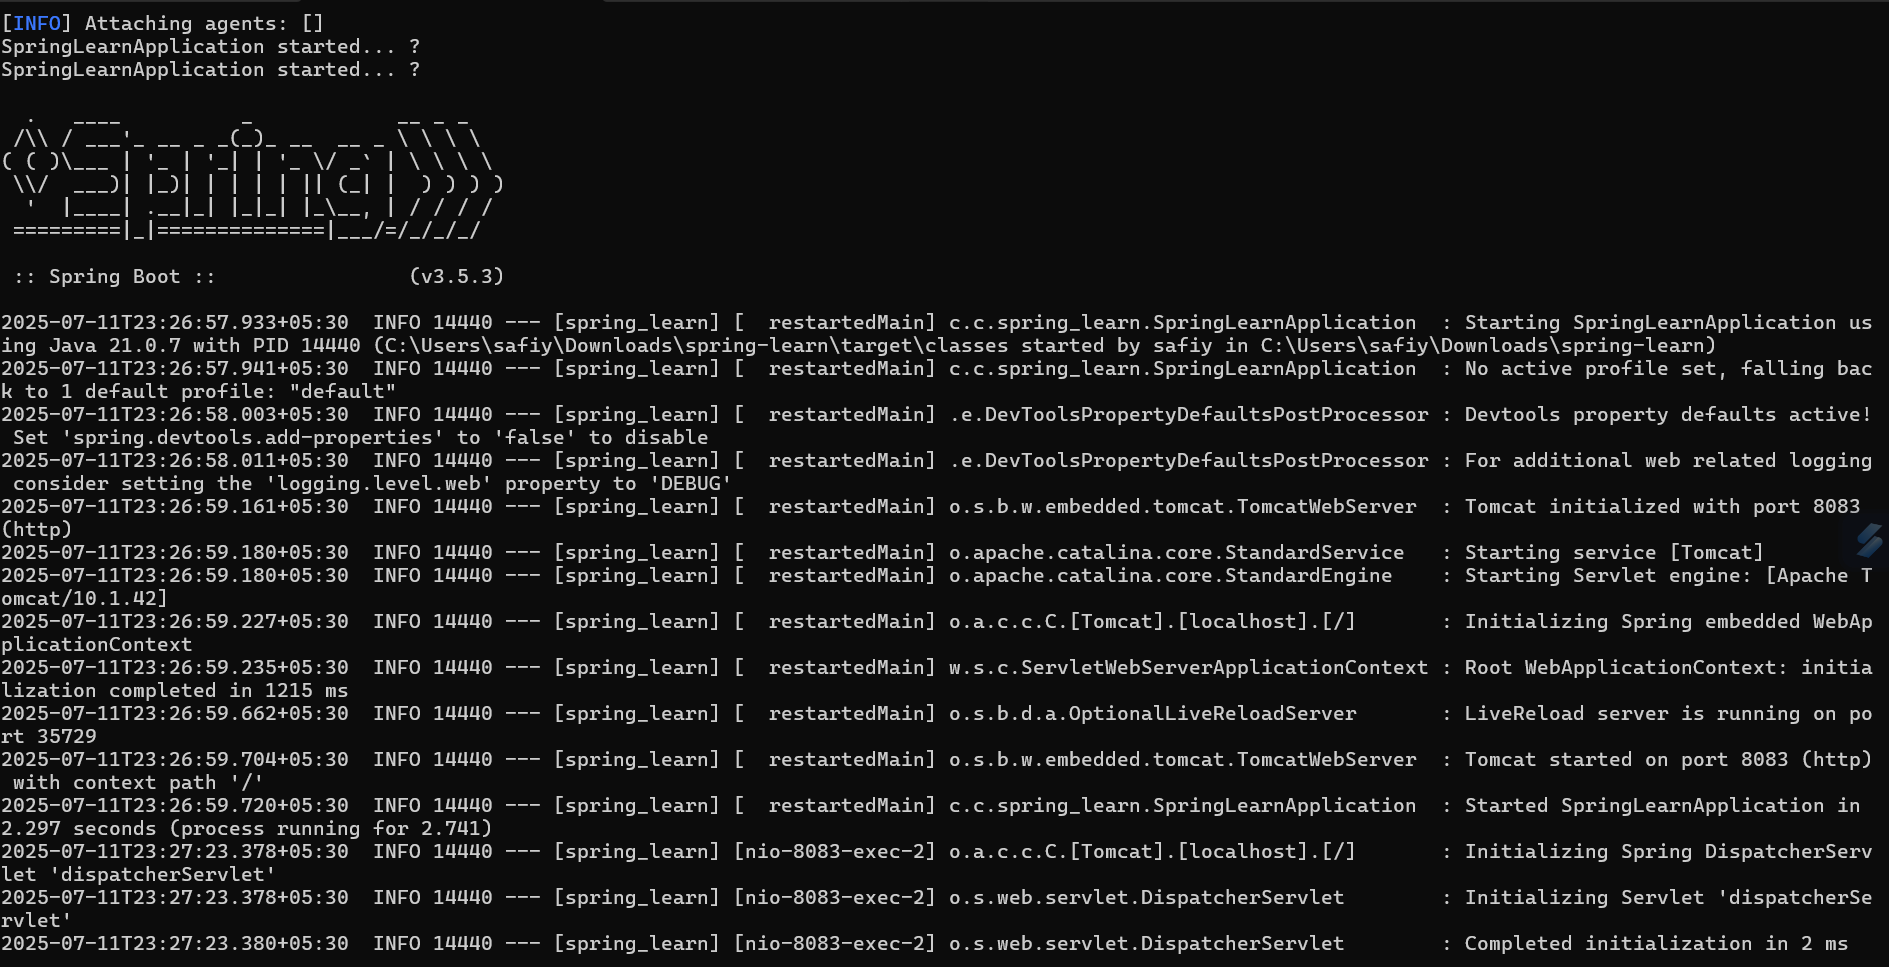 [INFO] Attaching agents: []
SpringLearnApplication started... ?
SpringLearnApplication started... ?

  .   ____          _            __ _ _
 /\\ / ___'_ __ _ _(_)_ __  __ _ \ \ \ \
( ( )\___ | '_ | '_| | '_ \/ _` | \ \ \ \
 \\/  ___)| |_)| | | | | || (_| |  ) ) ) )
  '  |____| .__|_| |_|_| |_\__, | / / / /
 =========|_|==============|___/=/_/_/_/

 :: Spring Boot ::                (v3.5.3)

2025-07-11T23:26:57.933+05:30  INFO 14440 --- [spring_learn] [  restartedMain] c.c.spring_learn.SpringLearnApplication  : Starting SpringLearnApplication us
ing Java 21.0.7 with PID 14440 (C:\Users\safiy\Downloads\spring-learn\target\classes started by safiy in C:\Users\safiy\Downloads\spring-learn)
2025-07-11T23:26:57.941+05:30  INFO 14440 --- [spring_learn] [  restartedMain] c.c.spring_learn.SpringLearnApplication  : No active profile set, falling bac
k to 1 default profile: "default"
2025-07-11T23:26:58.003+05:30  INFO 14440 --- [spring_learn] [  restartedMain] .e.DevToolsPropertyDefaultsPostProcessor : Devtools property defaults active!
 Set 'spring.devtools.add-properties' to 'false' to disable
2025-07-11T23:26:58.011+05:30  INFO 14440 --- [spring_learn] [  restartedMain] .e.DevToolsPropertyDefaultsPostProcessor : For additional web related logging
 consider setting the 'logging.level.web' property to 'DEBUG'
2025-07-11T23:26:59.161+05:30  INFO 14440 --- [spring_learn] [  restartedMain] o.s.b.w.embedded.tomcat.TomcatWebServer  : Tomcat initialized with port 8083
(http)
2025-07-11T23:26:59.180+05:30  INFO 14440 --- [spring_learn] [  restartedMain] o.apache.catalina.core.StandardService   : Starting service [Tomcat]
2025-07-11T23:26:59.180+05:30  INFO 14440 --- [spring_learn] [  restartedMain] o.apache.catalina.core.StandardEngine    : Starting Servlet engine: [Apache T
omcat/10.1.42]
2025-07-11T23:26:59.227+05:30  INFO 14440 --- [spring_learn] [  restartedMain] o.a.c.c.C.[Tomcat].[localhost].[/]       : Initializing Spring embedded WebAp
plicationContext
2025-07-11T23:26:59.235+05:30  INFO 14440 --- [spring_learn] [  restartedMain] w.s.c.ServletWebServerApplicationContext : Root WebApplicationContext: initia
lization completed in 1215 ms
2025-07-11T23:26:59.662+05:30  INFO 14440 --- [spring_learn] [  restartedMain] o.s.b.d.a.OptionalLiveReloadServer       : LiveReload server is running on po
rt 35729
2025-07-11T23:26:59.704+05:30  INFO 14440 --- [spring_learn] [  restartedMain] o.s.b.w.embedded.tomcat.TomcatWebServer  : Tomcat started on port 8083 (http)
 with context path '/'
2025-07-11T23:26:59.720+05:30  INFO 14440 --- [spring_learn] [  restartedMain] c.c.spring_learn.SpringLearnApplication  : Started SpringLearnApplication in
2.297 seconds (process running for 2.741)
2025-07-11T23:27:23.378+05:30  INFO 14440 --- [spring_learn] [nio-8083-exec-2] o.a.c.c.C.[Tomcat].[localhost].[/]       : Initializing Spring DispatcherServ
let 'dispatcherServlet'
2025-07-11T23:27:23.378+05:30  INFO 14440 --- [spring_learn] [nio-8083-exec-2] o.s.web.servlet.DispatcherServlet        : Initializing Servlet 'dispatcherSe
rvlet'
2025-07-11T23:27:23.380+05:30  INFO 14440 --- [spring_learn] [nio-8083-exec-2] o.s.web.servlet.DispatcherServlet        : Completed initialization in 2 ms